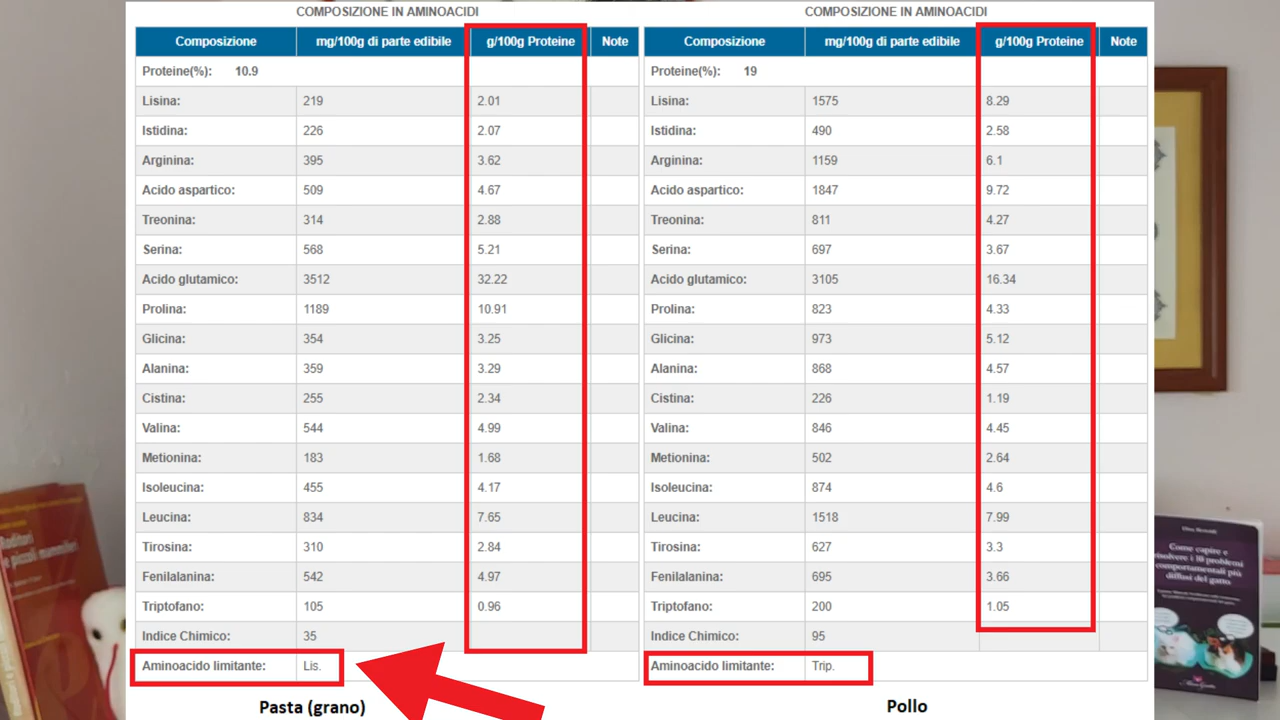 COMPOSIZIONE IN AMINOACIDI
Composizione mg/100g di parte edibile g/100g Proteine Note
Proteine(%): 10.9
Lisina: 219 2.01
Istidina: 226 2.07
Arginina: 395 3.62
Acido aspartico: 509 4.67
Treonina: 314 2.88
Serina: 568 5.21
Acido glutamico: 3512 32.22
Prolina: 1189 10.91
Glicina: 354 3.25
Alanina: 359 3.29
Cistina: 255 2.34
Valina: 544 4.99
Metionina: 183 1.68
Isoleucina: 455 4.17
Leucina: 834 7.65
Tirosina: 310 2.84
Fenilalanina: 542 4.97
Triptofano: 105 0.96
Indice Chimico: 35
Aminoacido limitante: Lis.
Pasta (grano)
COMPOSIZIONE IN AMINOACIDI
Composizione mg/100g di parte edibile g/100g Proteine Note
Proteine(%): 19
Lisina: 1575 8.29
Istidina: 490 2.58
Arginina: 1159 6.1
Acido aspartico: 1847 9.72
Treonina: 811 4.27
Serina: 697 3.67
Acido glutamico: 3105 16.34
Prolina: 823 4.33
Glicina: 973 5.12
Alanina: 868 4.57
Cistina: 226 1.19
Valina: 846 4.45
Metionina: 502 2.64
Isoleucina: 874 4.6
Leucina: 1518 7.99
Tirosina: 627 3.3
Fenilalanina: 695 3.66
Triptofano: 200 1.05
Indice Chimico: 95
Aminoacido limitante: Trip.
Pollo
Come capire e
risolvere i 10 problemi
comportamentali più
diffusi del gatto